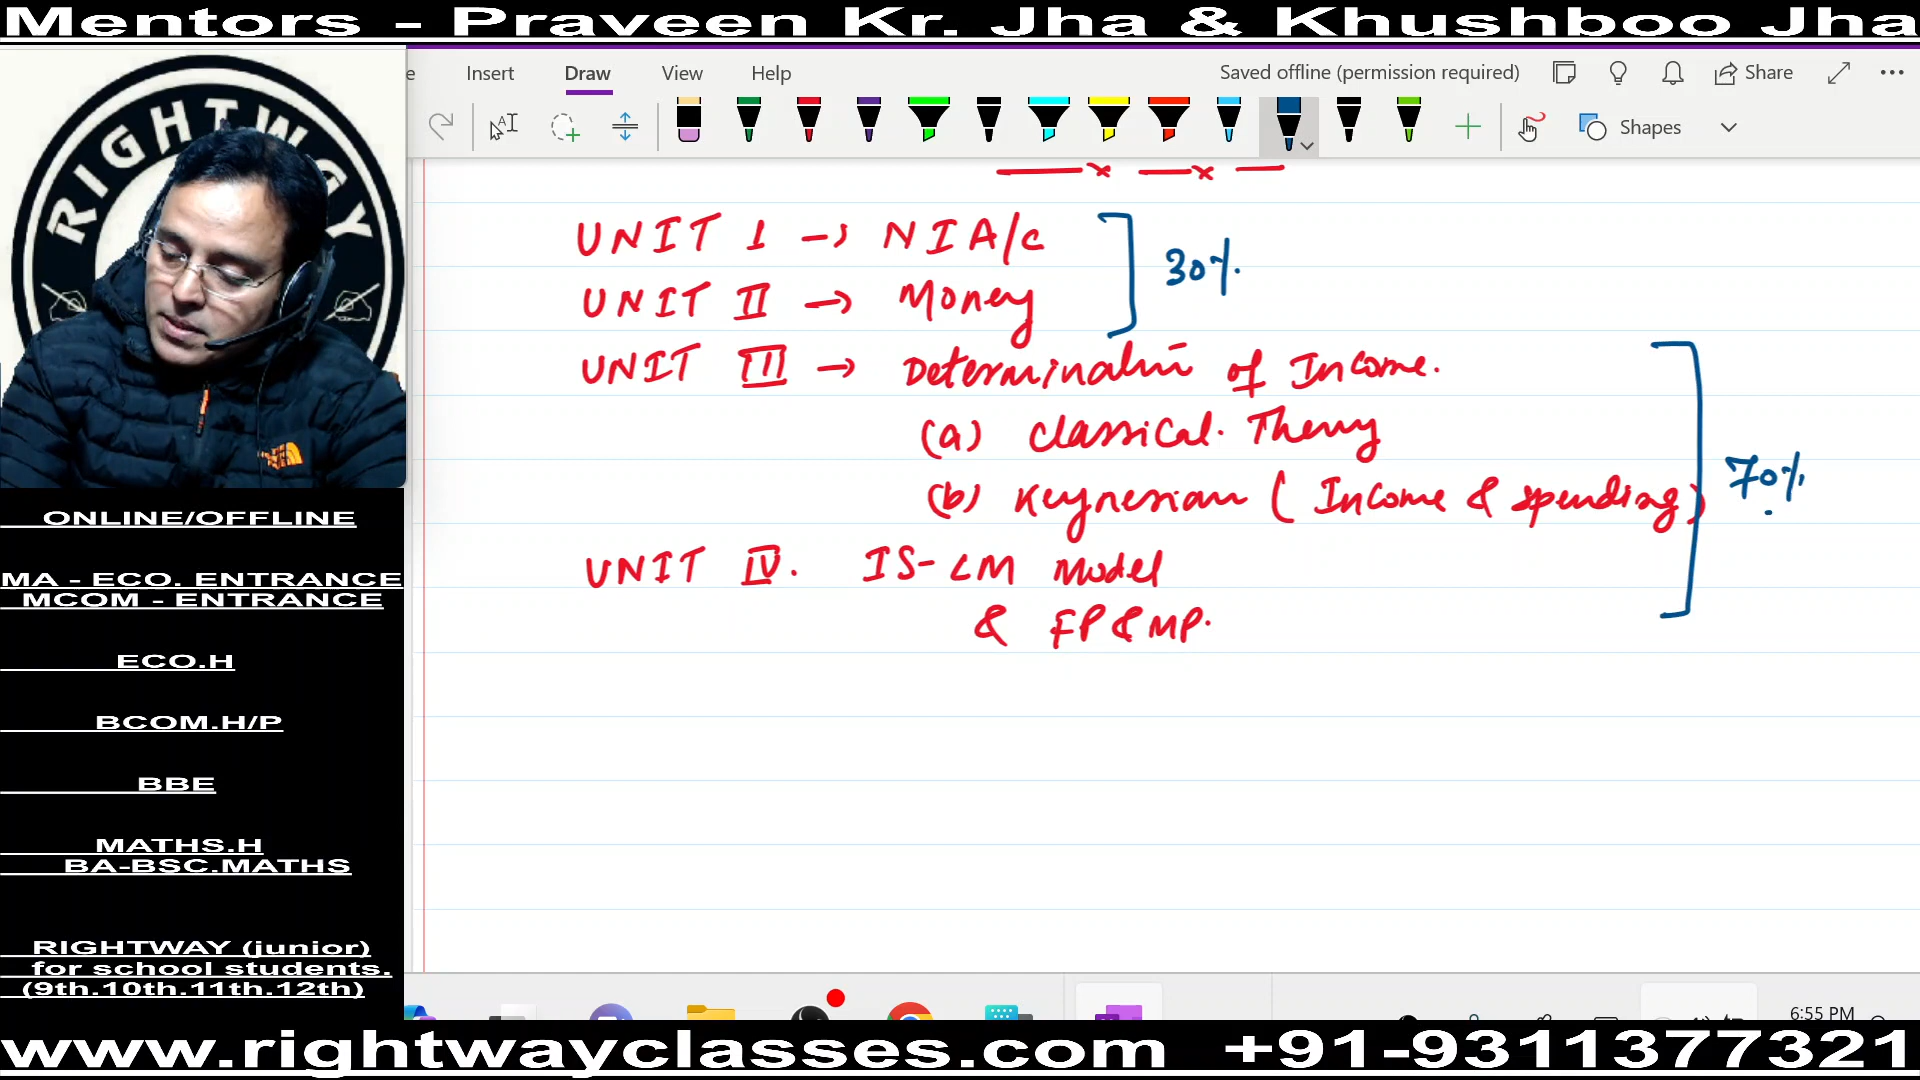 Mentors - Praveen Kr. Jha & Khushboo Jha
e Insert Draw View Help Saved offline (permission required) Share
Shapes
RIGHTWAY
UNIT 1 → NIA/c
30%.
UNIT II → Money
UNIT III → Determination of Income.
(a) Classical. Theory
(b) Keynesian (Income & spending)
70%.
UNIT IV. IS-LM Model
& FP & MP.
ONLINE/OFFLINE
MA - ECO. ENTRANCE
MCOM - ENTRANCE
ECO.H
BCOM.H/P
BBE
MATHS.H
BA-BSC.MATHS
RIGHTWAY (junior)
for school students.
(9th.10th.11th.12th)
6:55 PM
www.rightwayclasses.com +91-9311377321